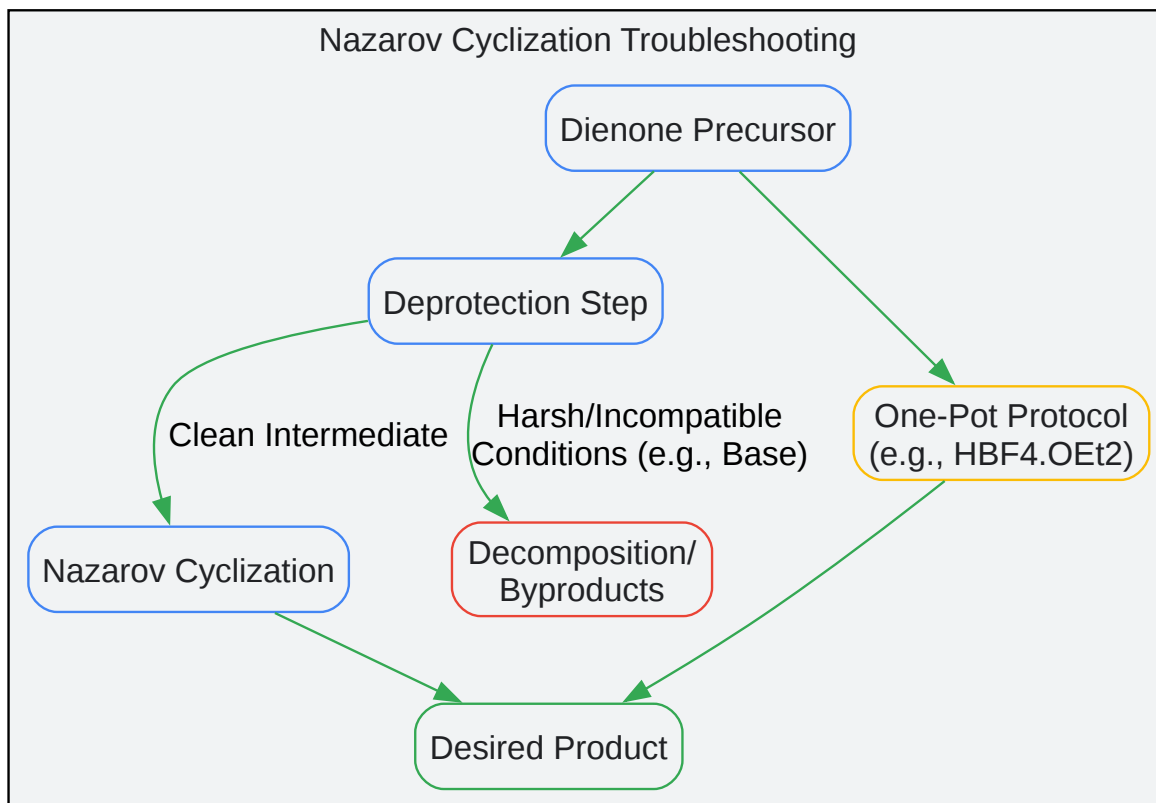 Nazarov Cyclization Troubleshooting
Dienone Precursor
Deprotection Step
Clean Intermediate
Harsh/Incompatible
Conditions (e.g., Base)
One-Pot Protocol
(e.g., HBF4.OEt2)
Nazarov Cyclization
Decomposition/
Byproducts
Desired Product